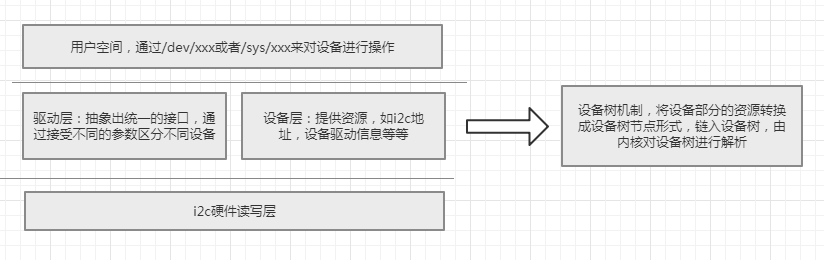 用户空间，通过/dev/xxx或者/sys/xxx来对设备进行操作
驱动层：抽象出统一的接口，通
过接受不同的参数区分不同设备
设备层：提供资源，如i2c地
址，设备驱动信息等等
设备树机制，将设备部分的资源转换
成设备树节点形式，链入设备树，由
内核对设备树进行解析
i2c硬件读写层